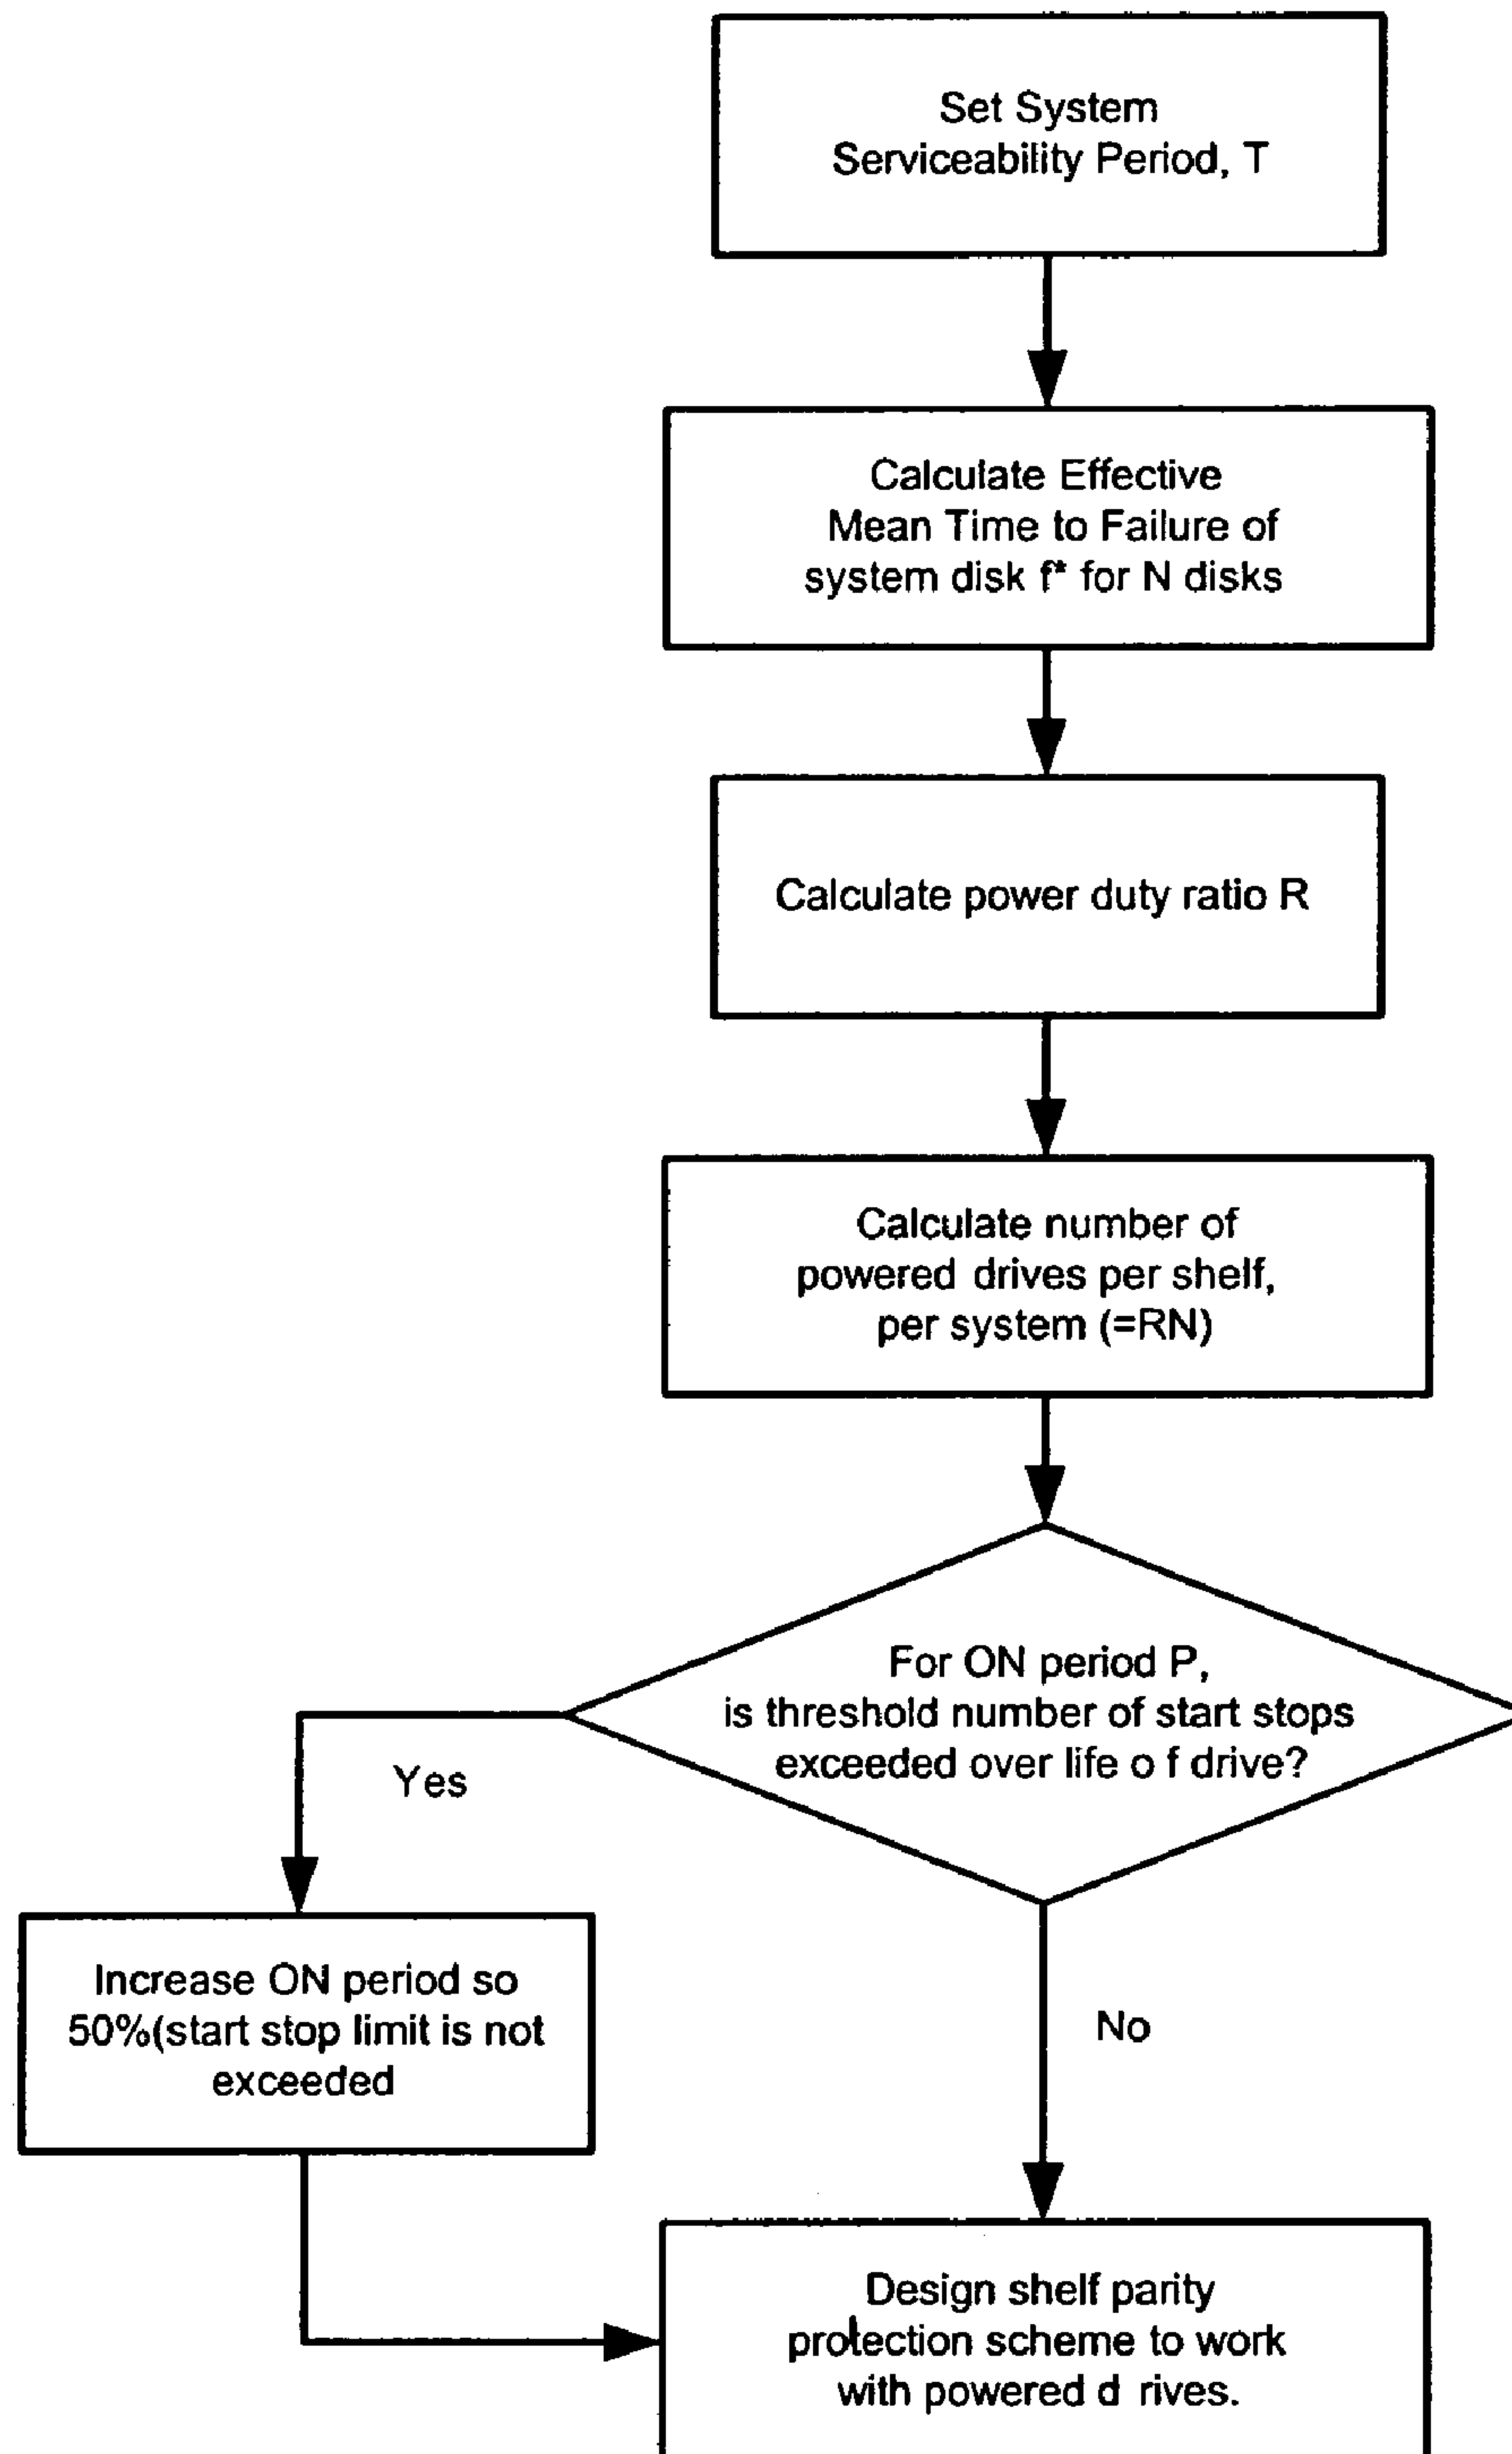 Set System
Serviceability Period, T
Calculate Effective
Mean Time to Failure of
system disk f* for N disks
Calculate power duty ratio R
Calculate number of
powered drives per shelf,
per system (=RN)
For ON period P,
is threshold number of start stops
exceeded over life o f drive?
Yes
Increase ON period so
50%(start stop limit is not
exceeded
No
Design shelf parity
protection scheme to work
with powered d rives.